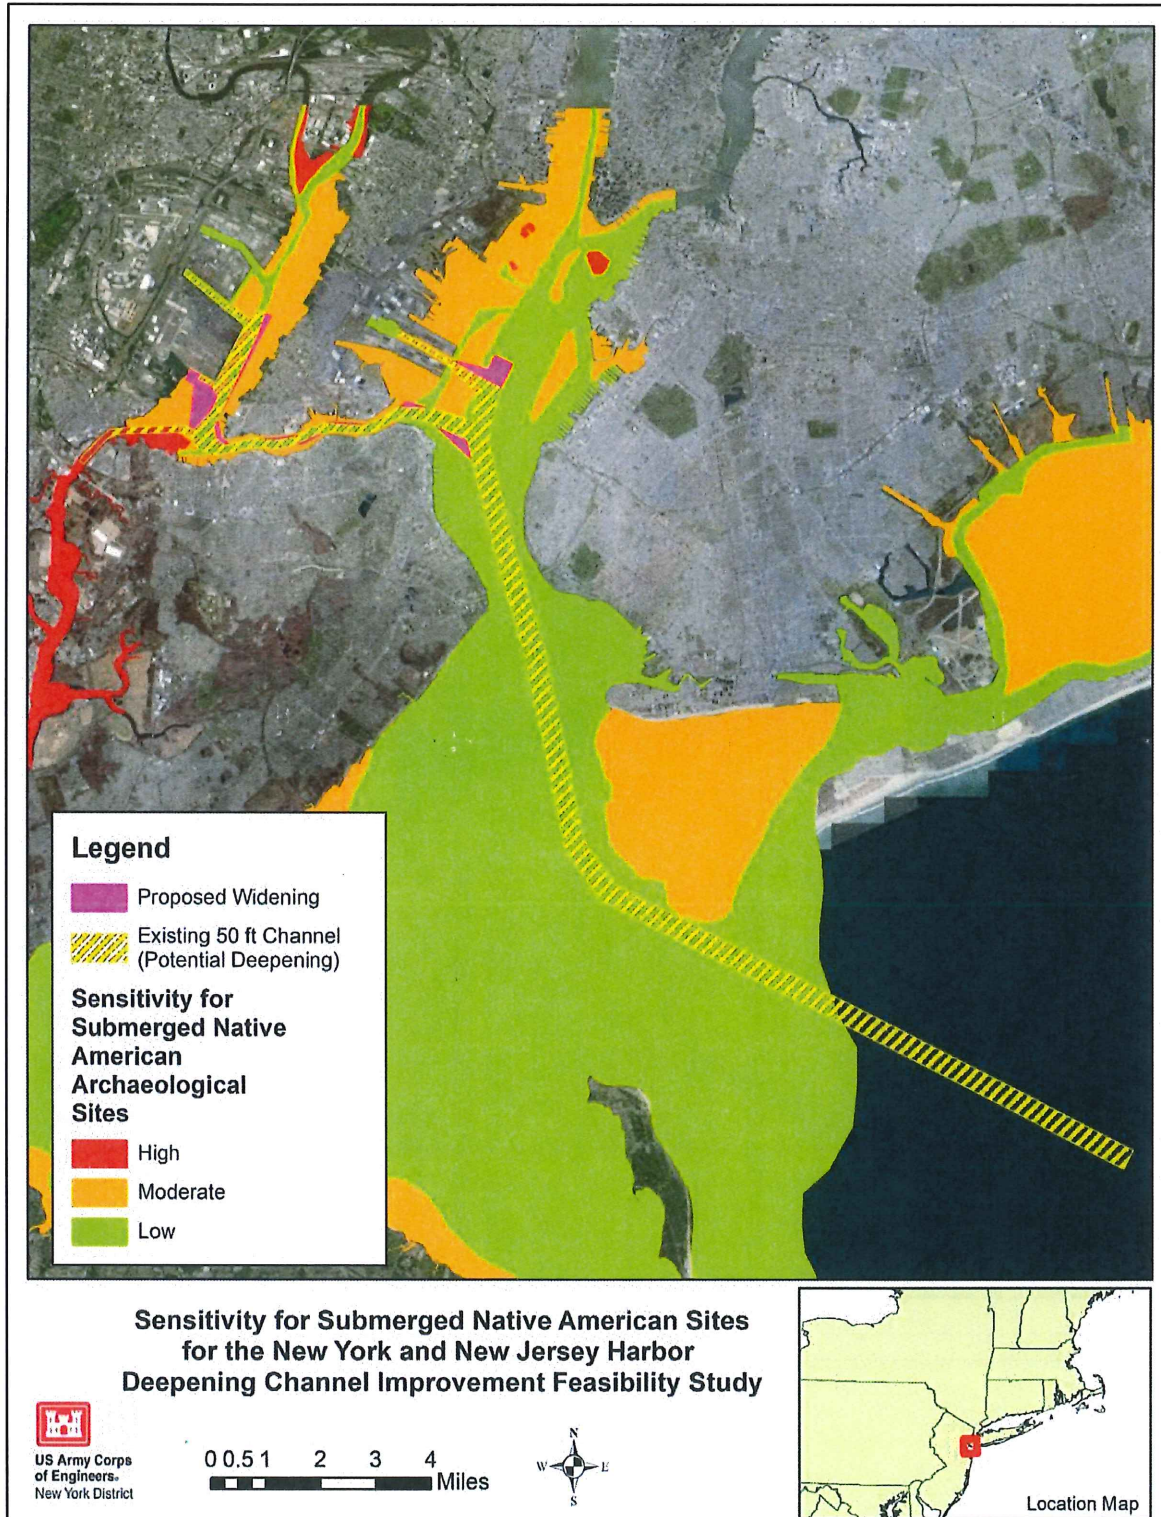 Legend
Proposed Widening
Existing 50 ft Channel
(Potential Deepening)
Sensitivity for
Submerged Native
American
Archaeological
Sites
High
Moderate
Low
Sensitivity for Submerged Native American Sites
for the New York and New Jersey Harbor
Deepening Channel Improvement Feasibility Study
US Army Corps
of Engineers®
New York District
0 0.5 1 2 3 4
Miles
N
W E
S
Location Map